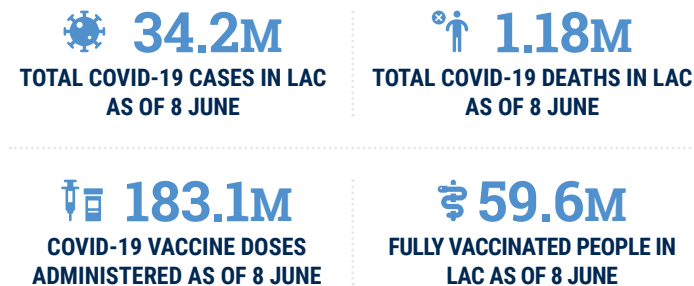 34.2M
TOTAL COVID-19 CASES IN LAC
AS OF 8 JUNE
1.18M
TOTAL COVID-19 DEATHS IN LAC
AS OF 8 JUNE
183.1M
COVID-19 VACCINE DOSES
ADMINISTERED AS OF 8 JUNE
59.6M
FULLY VACCINATED PEOPLE IN
LAC AS OF 8 JUNE